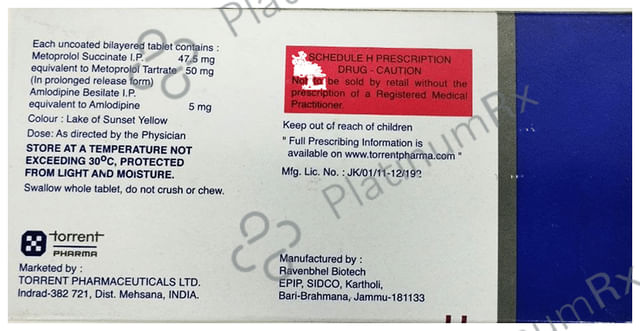 Each uncoated bilayered tablet contains :
Metoprolol Succinate I.P. 47.5 mg
equivalent to Metoprolol Tartrate 50 mg
(In prolonged release form)
Amlodipine Besilate I.P.
equivalent to Amlodipine 5 mg
Colour : Lake of Sunset Yellow
Dose: As directed by the Physician
STORE AT A TEMPERATURE NOT
EXCEEDING 30°C, PROTECTED
FROM LIGHT AND MOISTURE.
Swallow whole tablet, do not crush or chew.
torrent
PHARMA
Marketed by :
TORRENT PHARMACEUTICALS LTD.
Indrad-382 721, Dist. Mehsana, INDIA.
SCHEDULE H PRESCRIPTION
DRUG - CAUTION
Not to be sold by retail without the
prescription of a Registered Medical
Practitioner.
Keep out of reach of children
" Full Prescribing Information is
available on www.torrentpharma.com "
Mfg. Lic. No. : JK/01/11-12/192
Manufactured by :
Ravenbhel Biotech
EPIP, SIDCO, Kartholi,
Bari-Brahmana, Jammu-181133
PlatinumRx
PlatinumRx